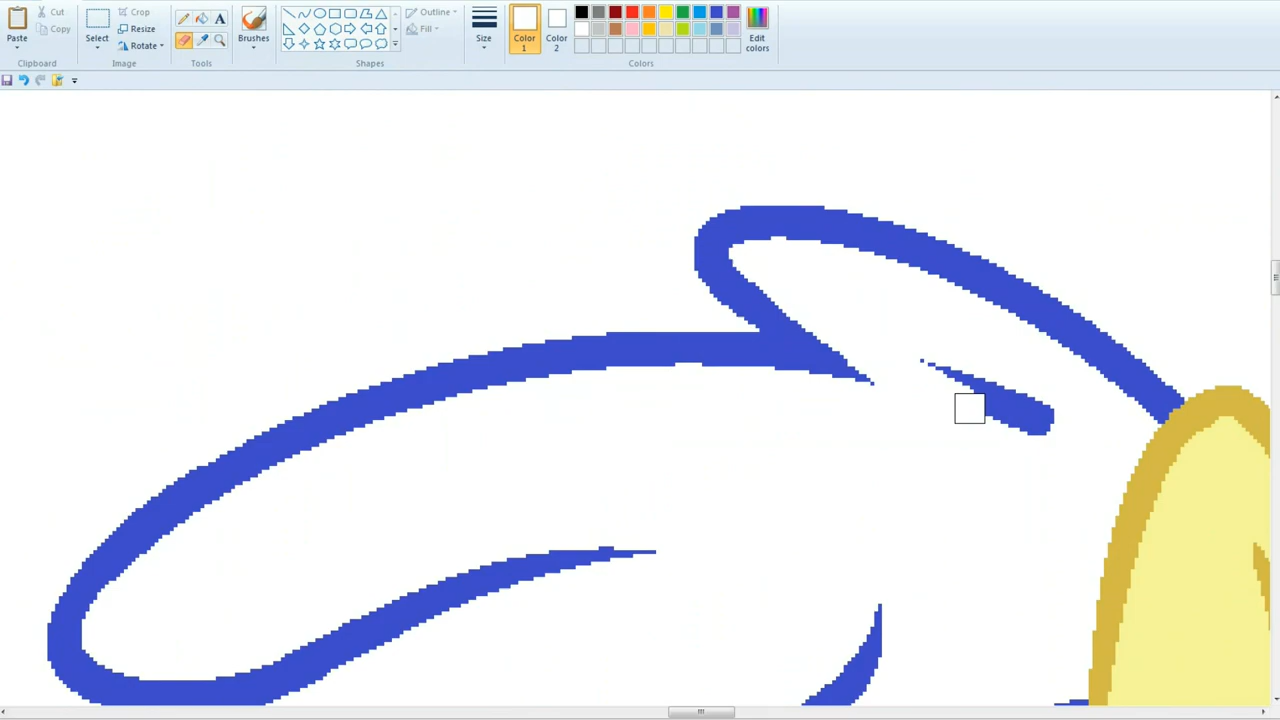 Cut
Crop
Outline
Copy
Resize
Fill
Paste
Select
Rotate
Brushes
Size
Color
1
Color
2
Edit
colors
Clipboard
Image
Tools
Shapes
Colors